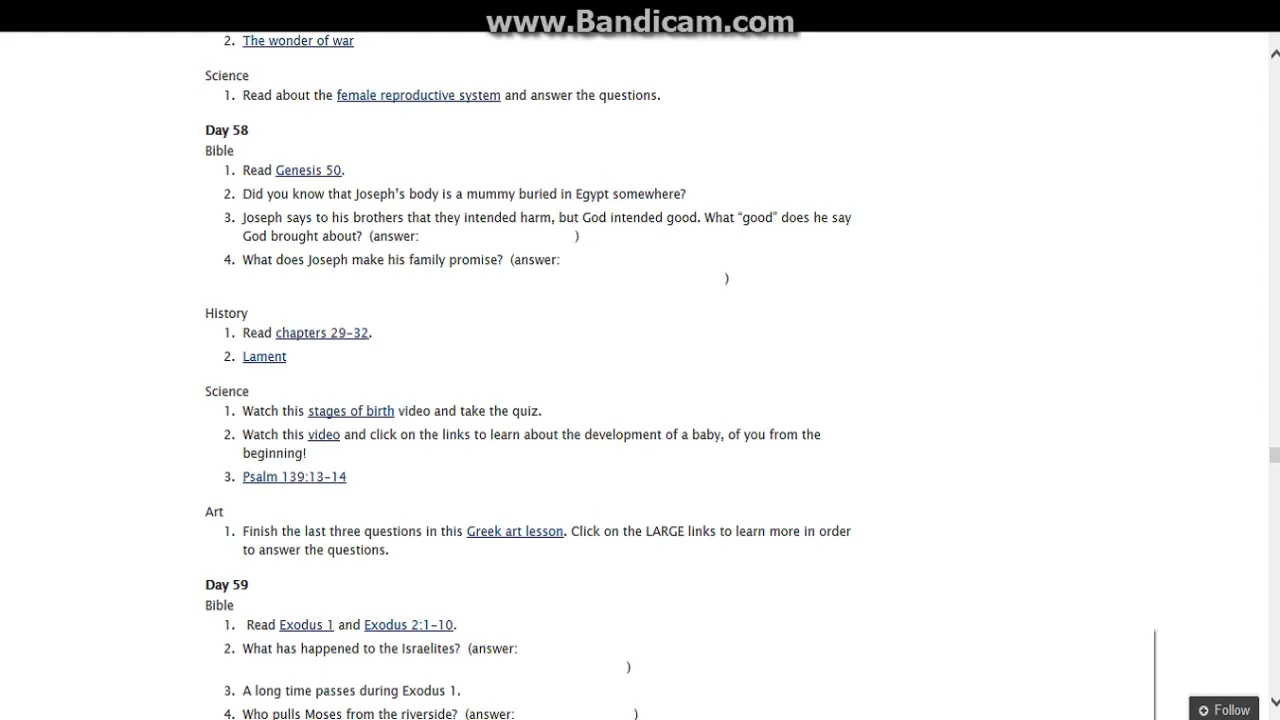 www.Bandicam.com
2. The wonder of war
Science
1. Read about the female reproductive system and answer the questions.
Day 58
Bible
1. Read Genesis 50.
2. Did you know that Joseph's body is a mummy buried in Egypt somewhere?
3. Joseph says to his brothers that they intended harm, but God intended good. What “good” does he say
God brought about? (answer: )
4. What does Joseph make his family promise? (answer:
)
History
1. Read chapters 29-32.
2. Lament
Science
1. Watch this stages of birth video and take the quiz.
2. Watch this video and click on the links to learn about the development of a baby, of you from the
beginning!
3. Psalm 139:13-14
Art
1. Finish the last three questions in this Greek art lesson. Click on the LARGE links to learn more in order
to answer the questions.
Day 59
Bible
1. Read Exodus 1 and Exodus 2:1-10.
2. What has happened to the Israelites? (answer:
)
3. A long time passes during Exodus 1.
4. Who pulls Moses from the riverside? (answer: )
Follow